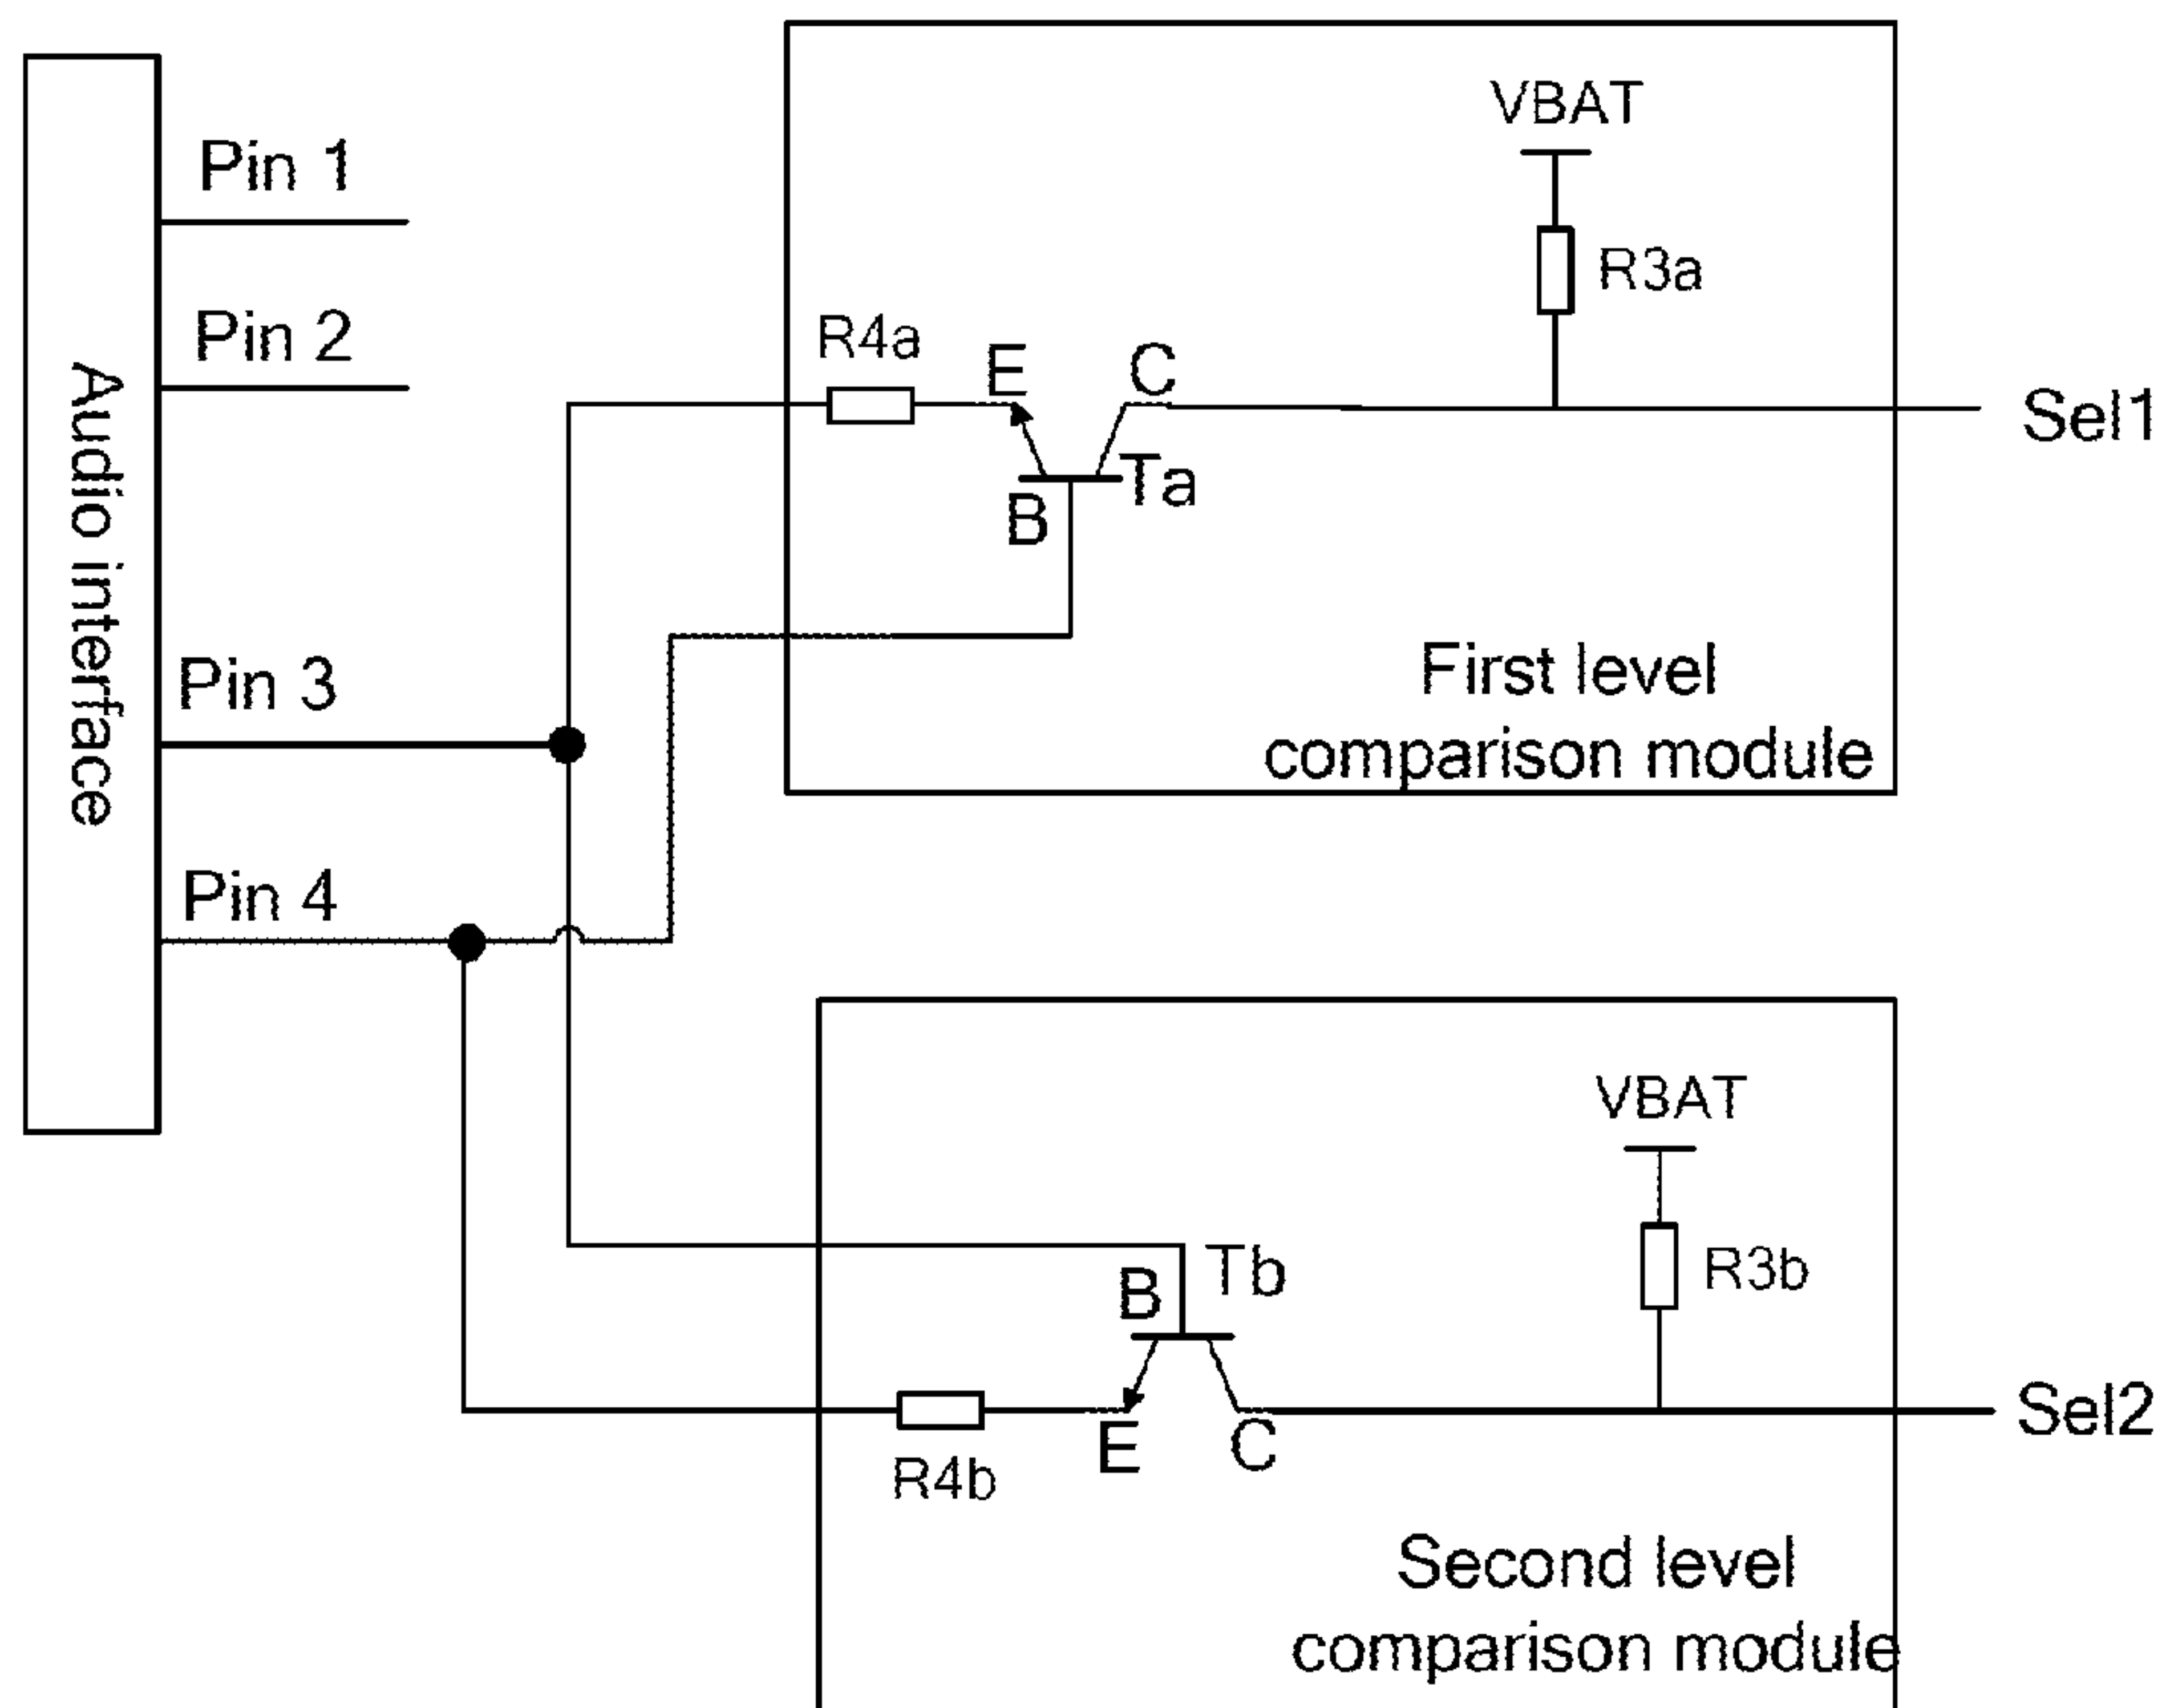 Audio interface
Pin 1
Pin 2
Pin 3
Pin 4
VBAT
R3a
R4a
E
C
Ta
B
Sel1
First level
comparison module
VBAT
R3b
Tb
B
E
C
R4b
Sel2
Second level
comparison module